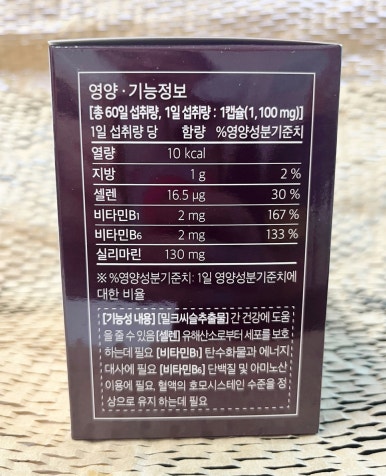 영양·기능정보
[총 60일 섭취량, 1일 섭취량 : 1캡슐(1,100 mg)]
1일 섭취량 당 함량 %영양성분기준치
열량 10 kcal
지방 1 g 2 %
셀렌 16.5 μg 30 %
비타민B1 2 mg 167 %
비타민B6 2 mg 133 %
실리마린 130 mg
※ %영양성분기준치: 1일 영양성분기준치에
대한 비율
[기능성 내용] [밀크씨슬추출물] 간 건강에 도움
을 줄 수 있음 [셀렌] 유해산소로부터 세포를 보호
하는데 필요 [비타민B1] 탄수화물과 에너지
대사에 필요 [비타민B6] 단백질 및 아미노산
이용에 필요, 혈액의 호모시스테인 수준을 정
상으로 유지 하는데 필요